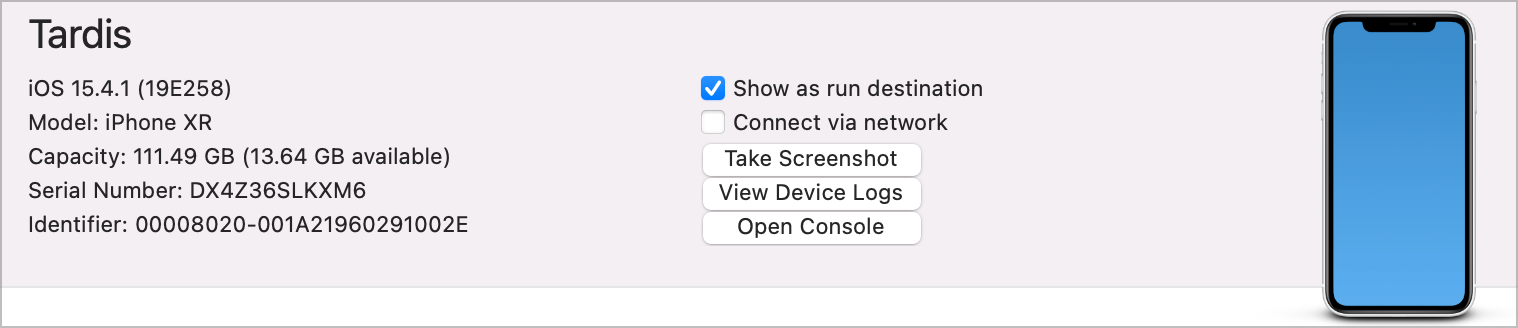 Tardis
iOS 15.4.1 (19E258)
Model: iPhone XR
Capacity: 111.49 GB (13.64 GB available)
Serial Number: DX4Z36SLKXM6
Identifier: 00008020-001A21960291002E
Show as run destination
Connect via network
Take Screenshot
View Device Logs
Open Console